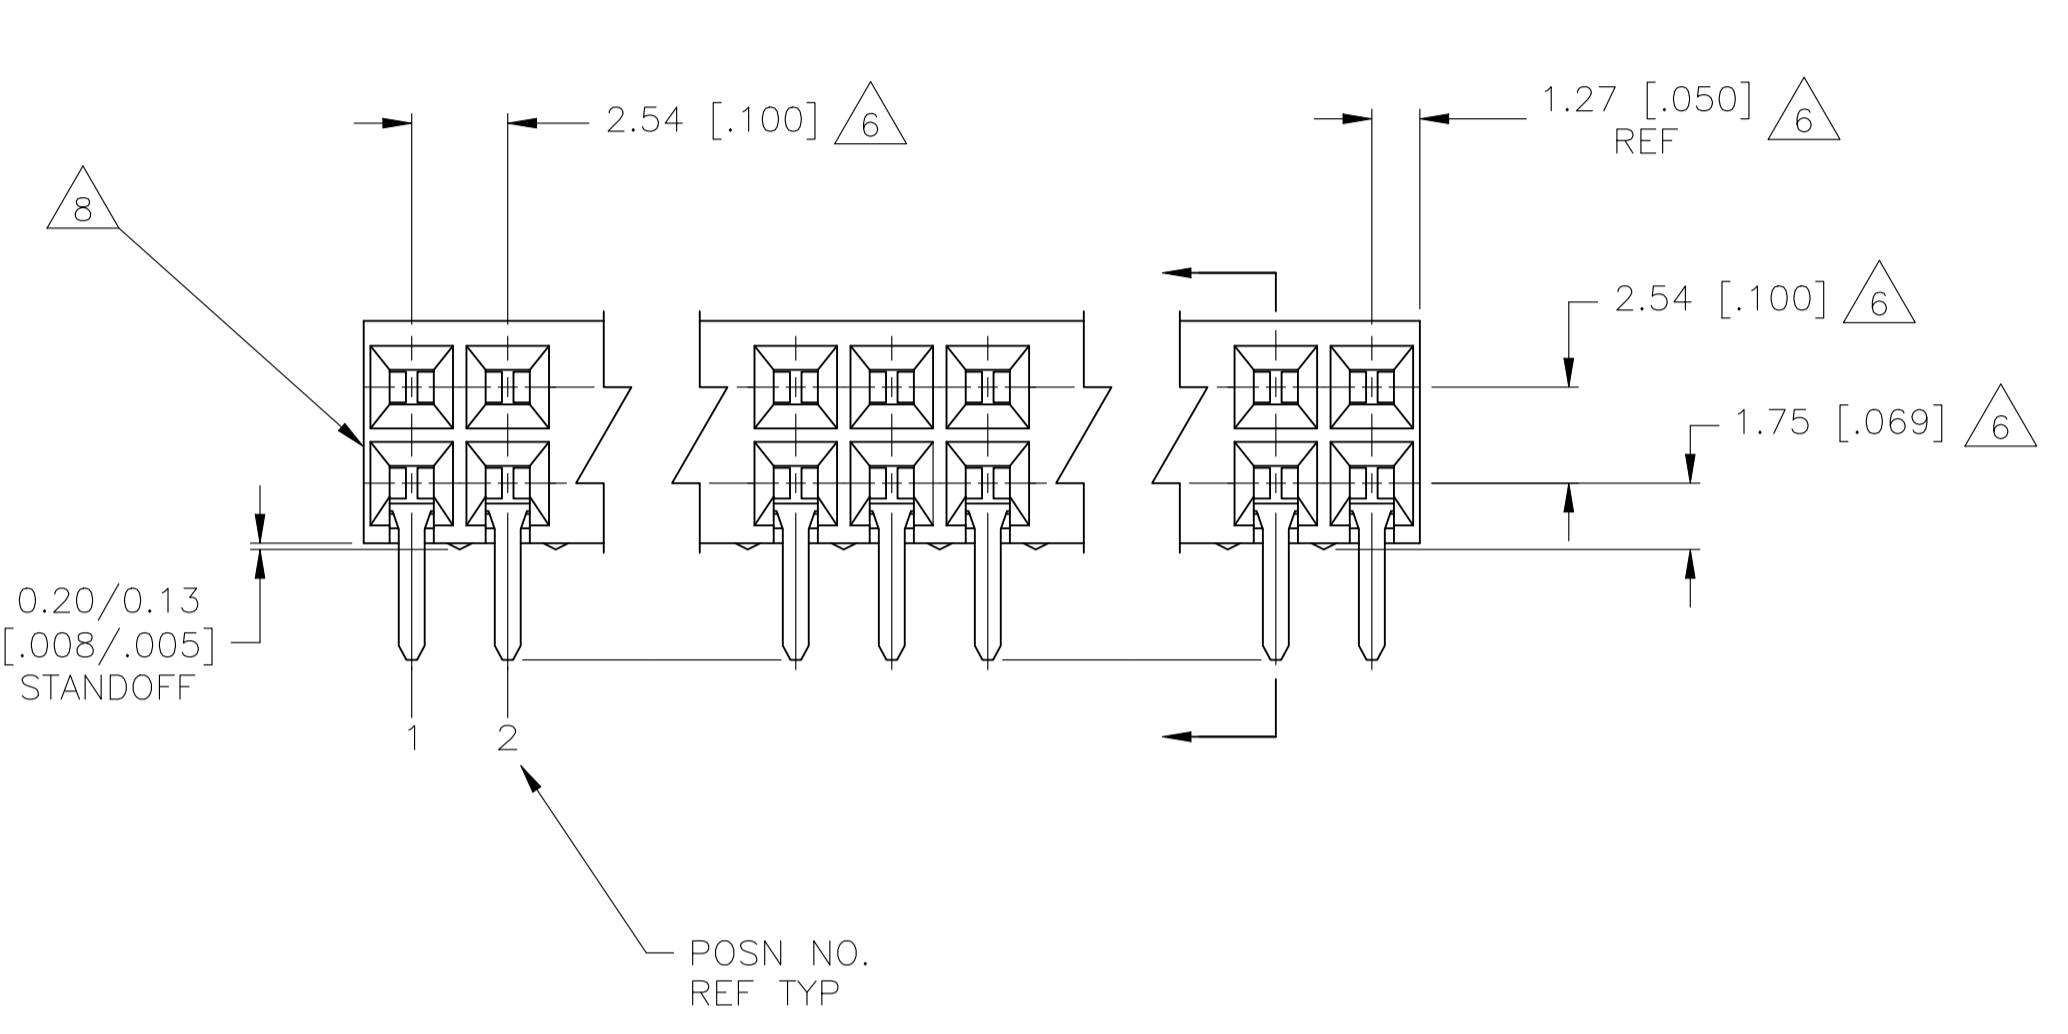 2.54 [.100] 6
1.27 [.050] 6
REF
8
2.54 [.100] 6
1.75 [.069] 6
0.20/0.13
[.008/.005]
STANDOFF
1 2
POSN NO.
REF TYP